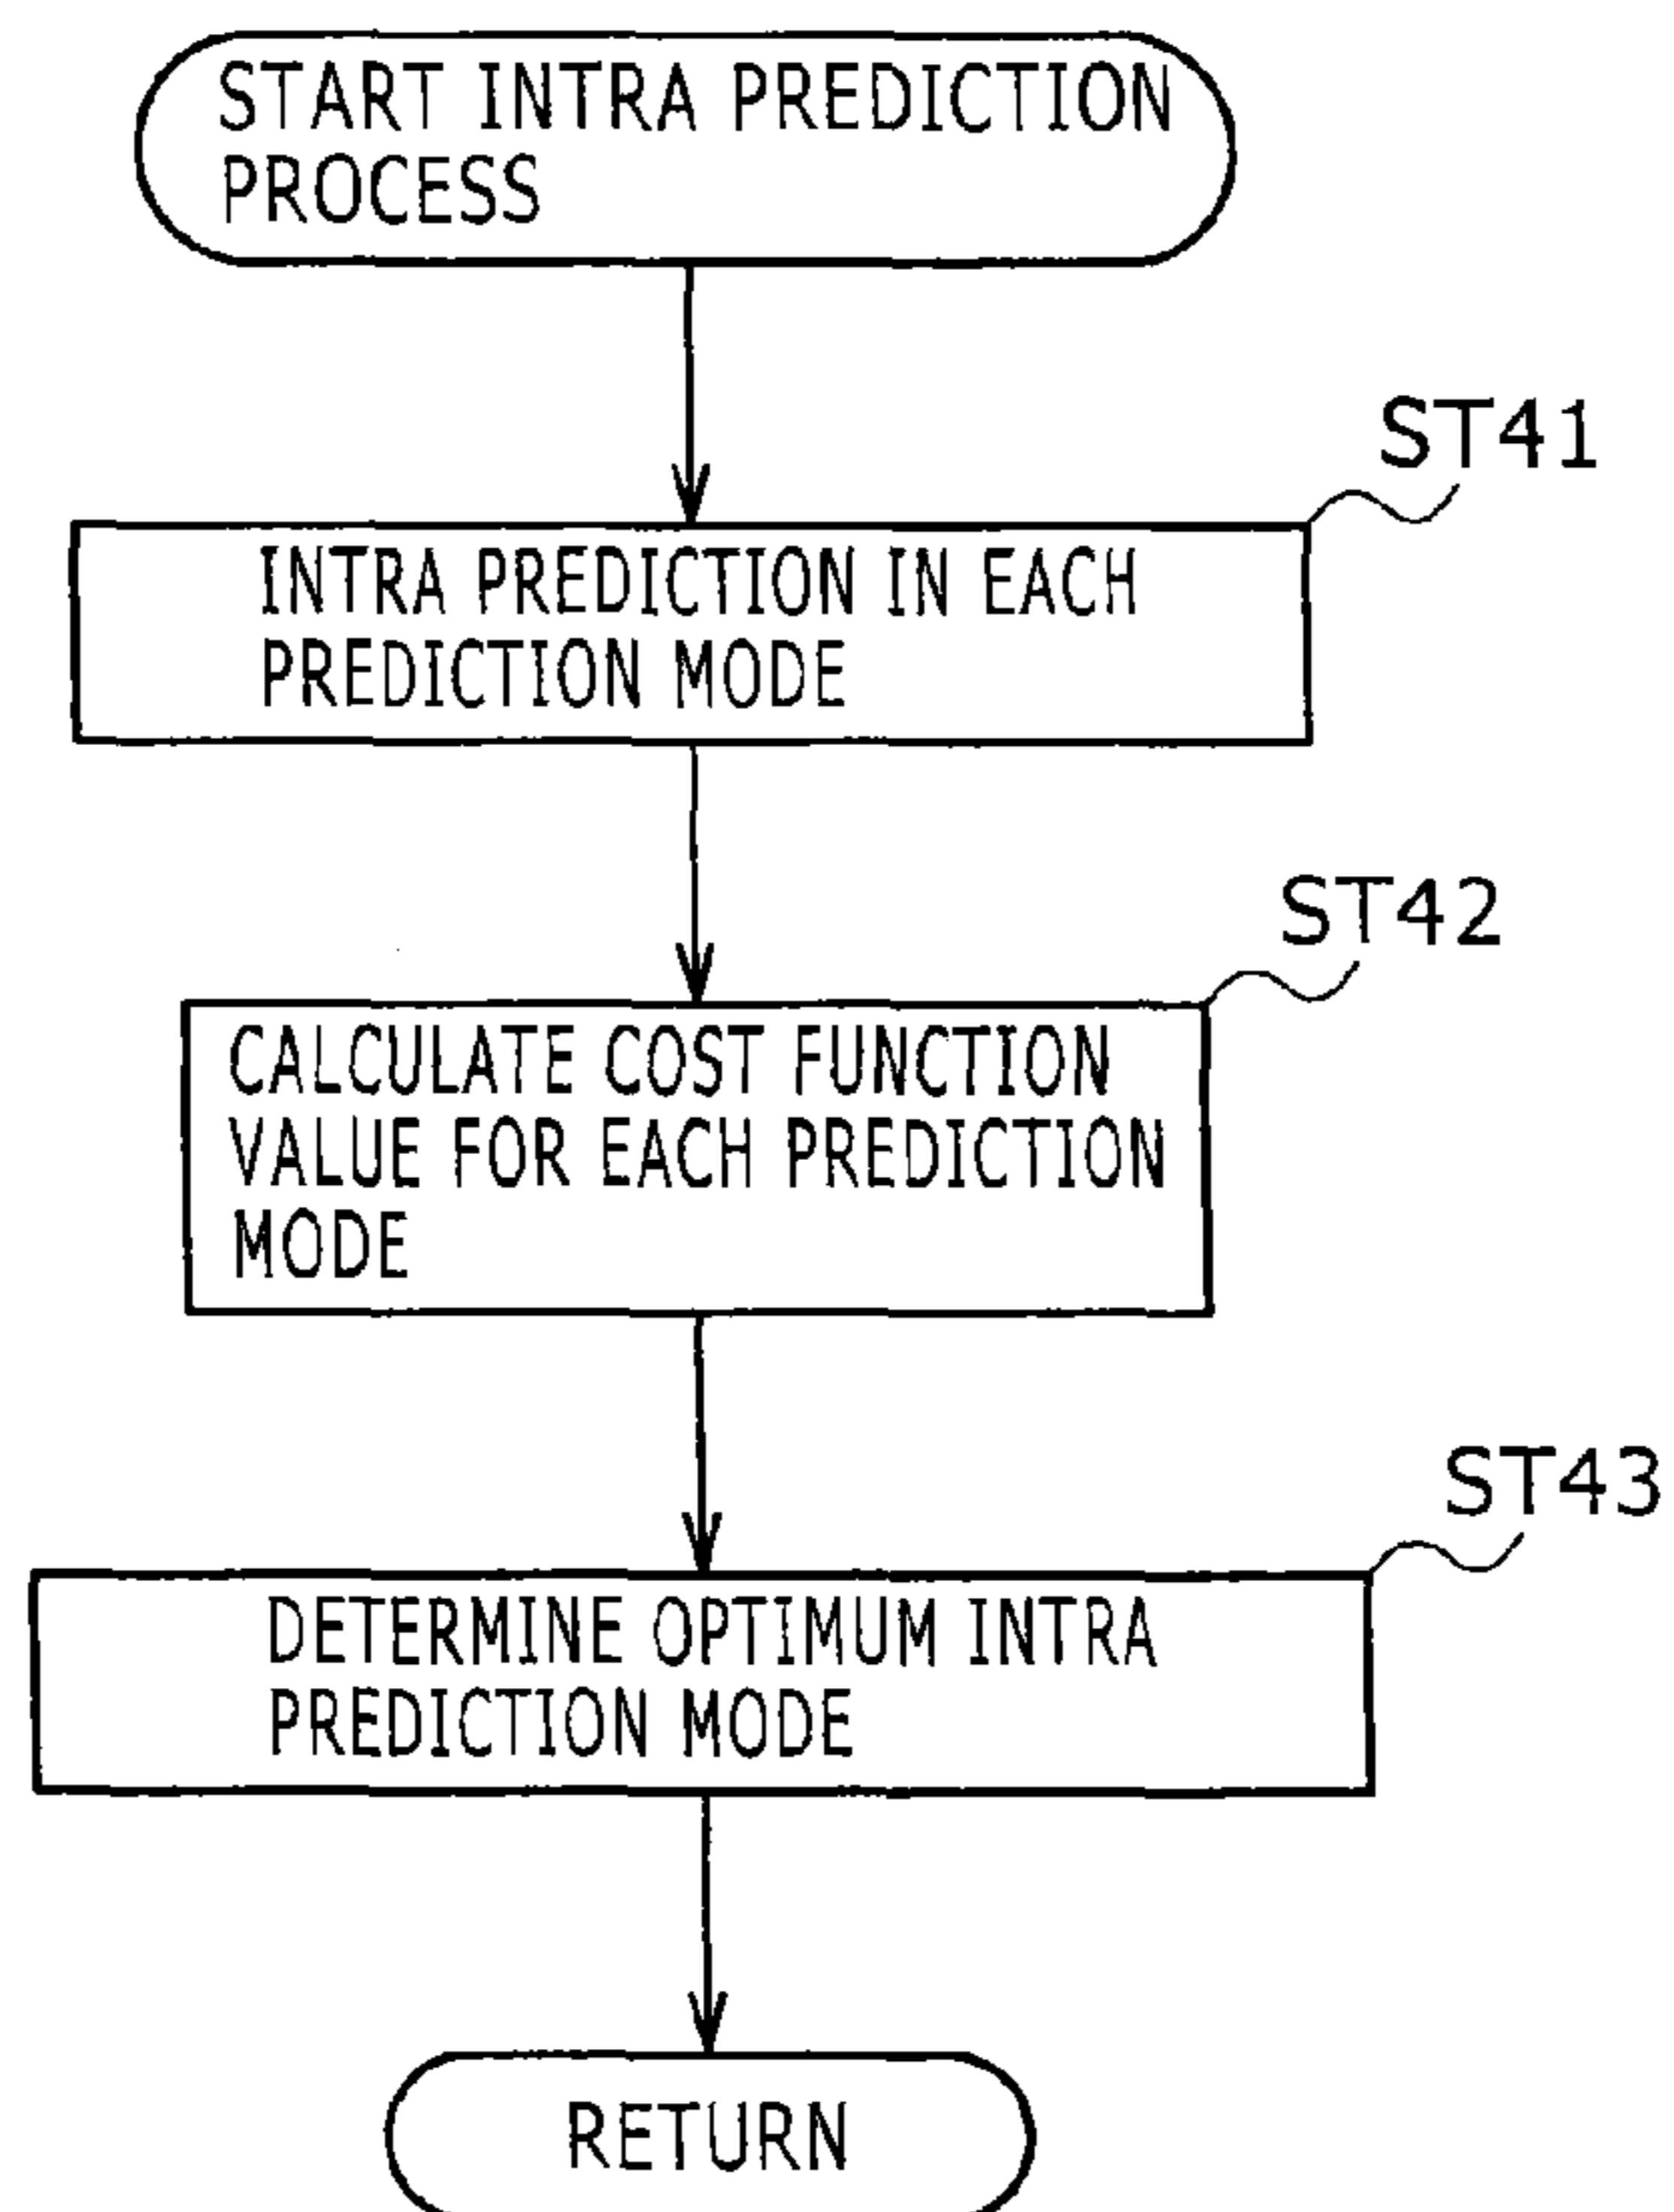 START INTRA PREDICTION
PROCESS
ST41
INTRA PREDICTION IN EACH
PREDICTION MODE
ST42
CALCULATE COST FUNCTION
VALUE FOR EACH PREDICTION
MODE
ST43
DETERMINE OPTIMUM INTRA
PREDICTION MODE
RETURN